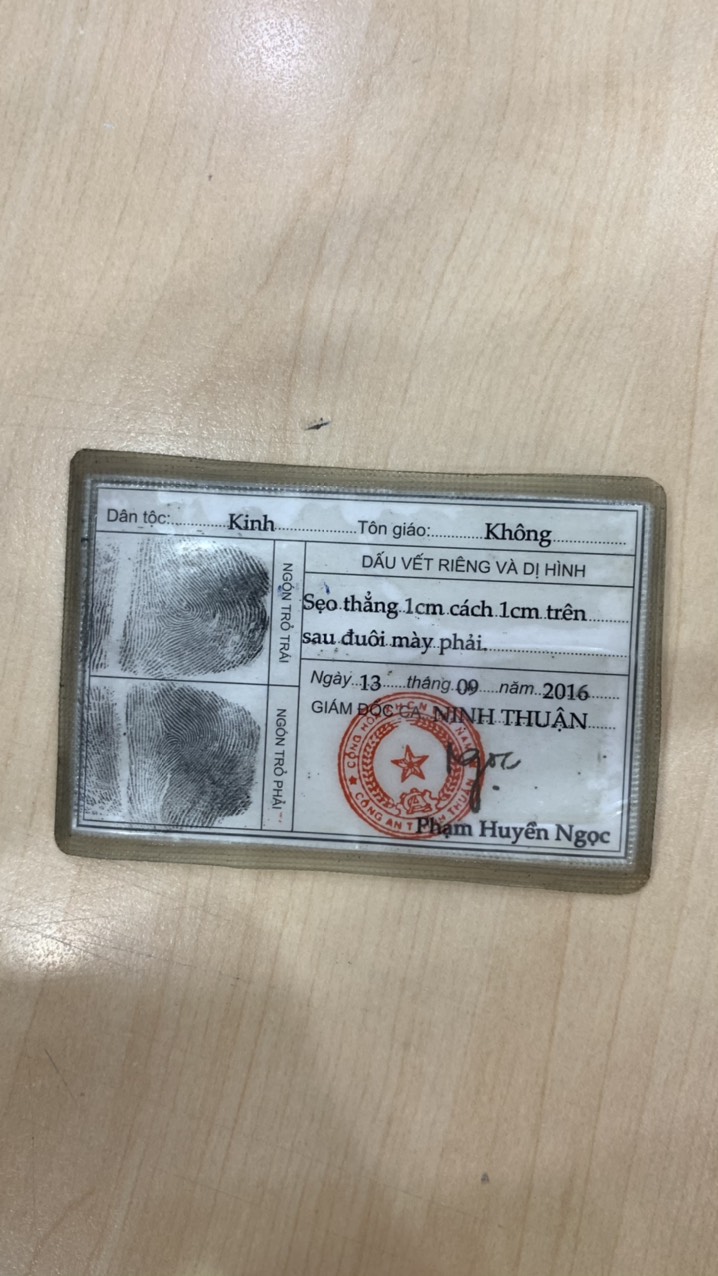 Dân tộc: Kinh Tôn giáo: Không
NGÓN TRỎ TRÁI
NGÓN TRỎ PHẢI
DẤU VẾT RIÊNG VÀ DỊ HÌNH
Sẹo thẳng 1cm cách 1cm trên
sau đuôi mày phải.
Ngày 13 tháng 09 năm 2016
GIÁM ĐỐC CA NINH THUẬN
Ngọc
Phạm Huyền Ngọc